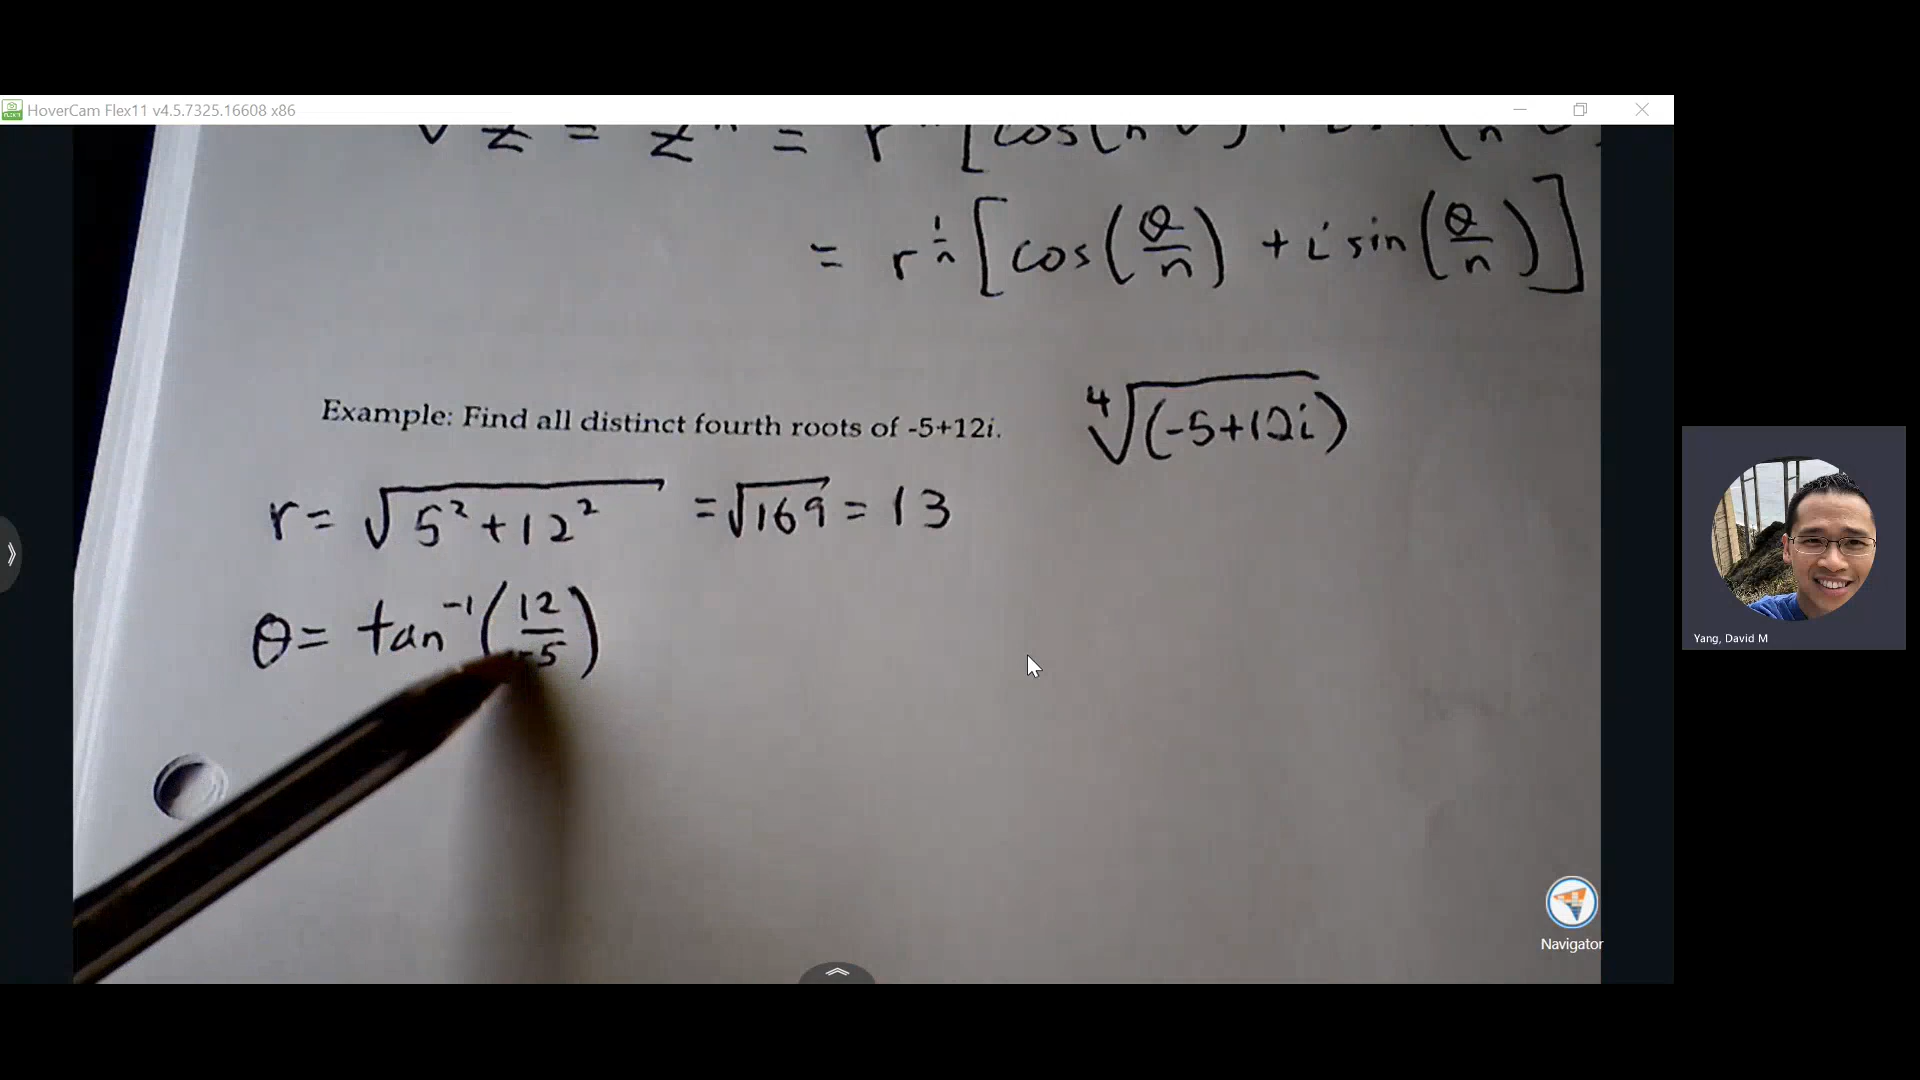 HoverCam Flex11 v4.5.7325.16608 x86
= r^(1/n) [cos(θ/n) + i sin(θ/n)]
Example: Find all distinct fourth roots of -5+12i.
∜(-5+12i)
r = √(5² + 12²) = √169 = 13
θ = tan⁻¹(12/-5)
Yang, David M
Navigator